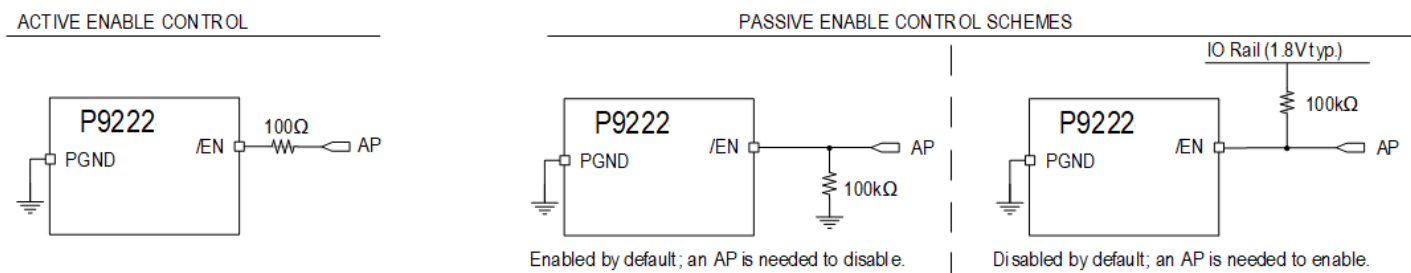 ACTIVE ENABLE CONTROL
PASSIVE ENABLE CONTROL SCHEMES
IO Rail (1.8V typ.)
100kΩ
P9222
100Ω
/EN
AP
PGND
P9222
/EN
AP
PGND
100kΩ
P9222
/EN
AP
PGND
Enabled by default; an AP is needed to disable.
Disabled by default; an AP is needed to enable.